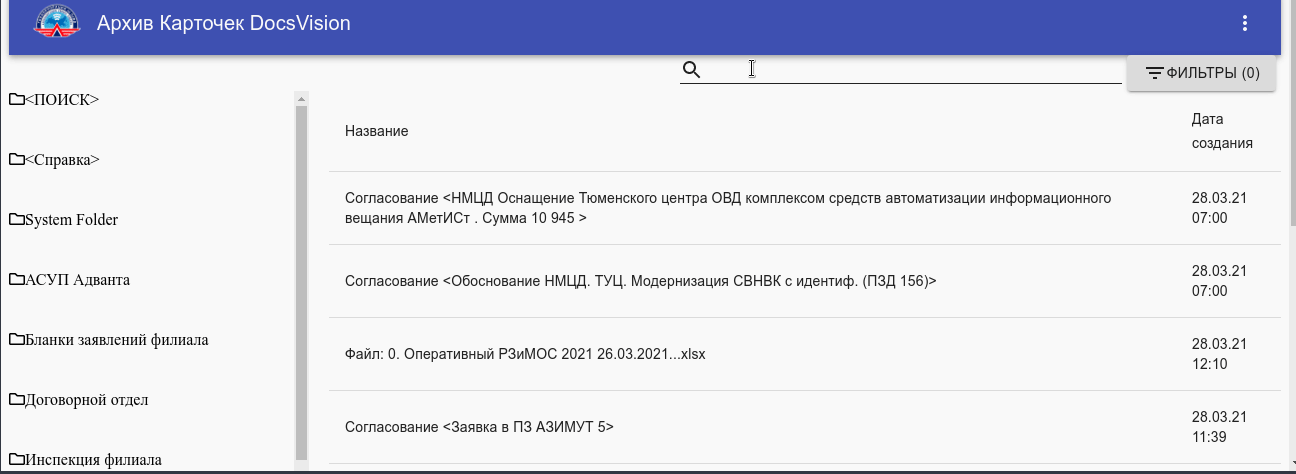 Архив Карточек DocsVision
ФИЛЬТРЫ (0)
<ПОИСК>
<Справка>
System Folder
АСУП Адванта
Бланки заявлений филиала
Договорной отдел
Инспекция филиала
Название
Дата
создания
Согласование <НМЦД Оснащение Тюменского центра ОВД комплексом средств автоматизации информационного
вещания АМетИСт . Сумма 10 945 >
28.03.21
07:00
Согласование <Обоснование НМЦД. ТУЦ. Модернизация СВНВК с идентиф. (ПЗД 156)>
28.03.21
07:00
Файл: 0. Оперативный РЗиМОС 2021 26.03.2021...xlsx
28.03.21
12:10
Согласование <Заявка в ПЗ АЗИМУТ 5>
28.03.21
11:39